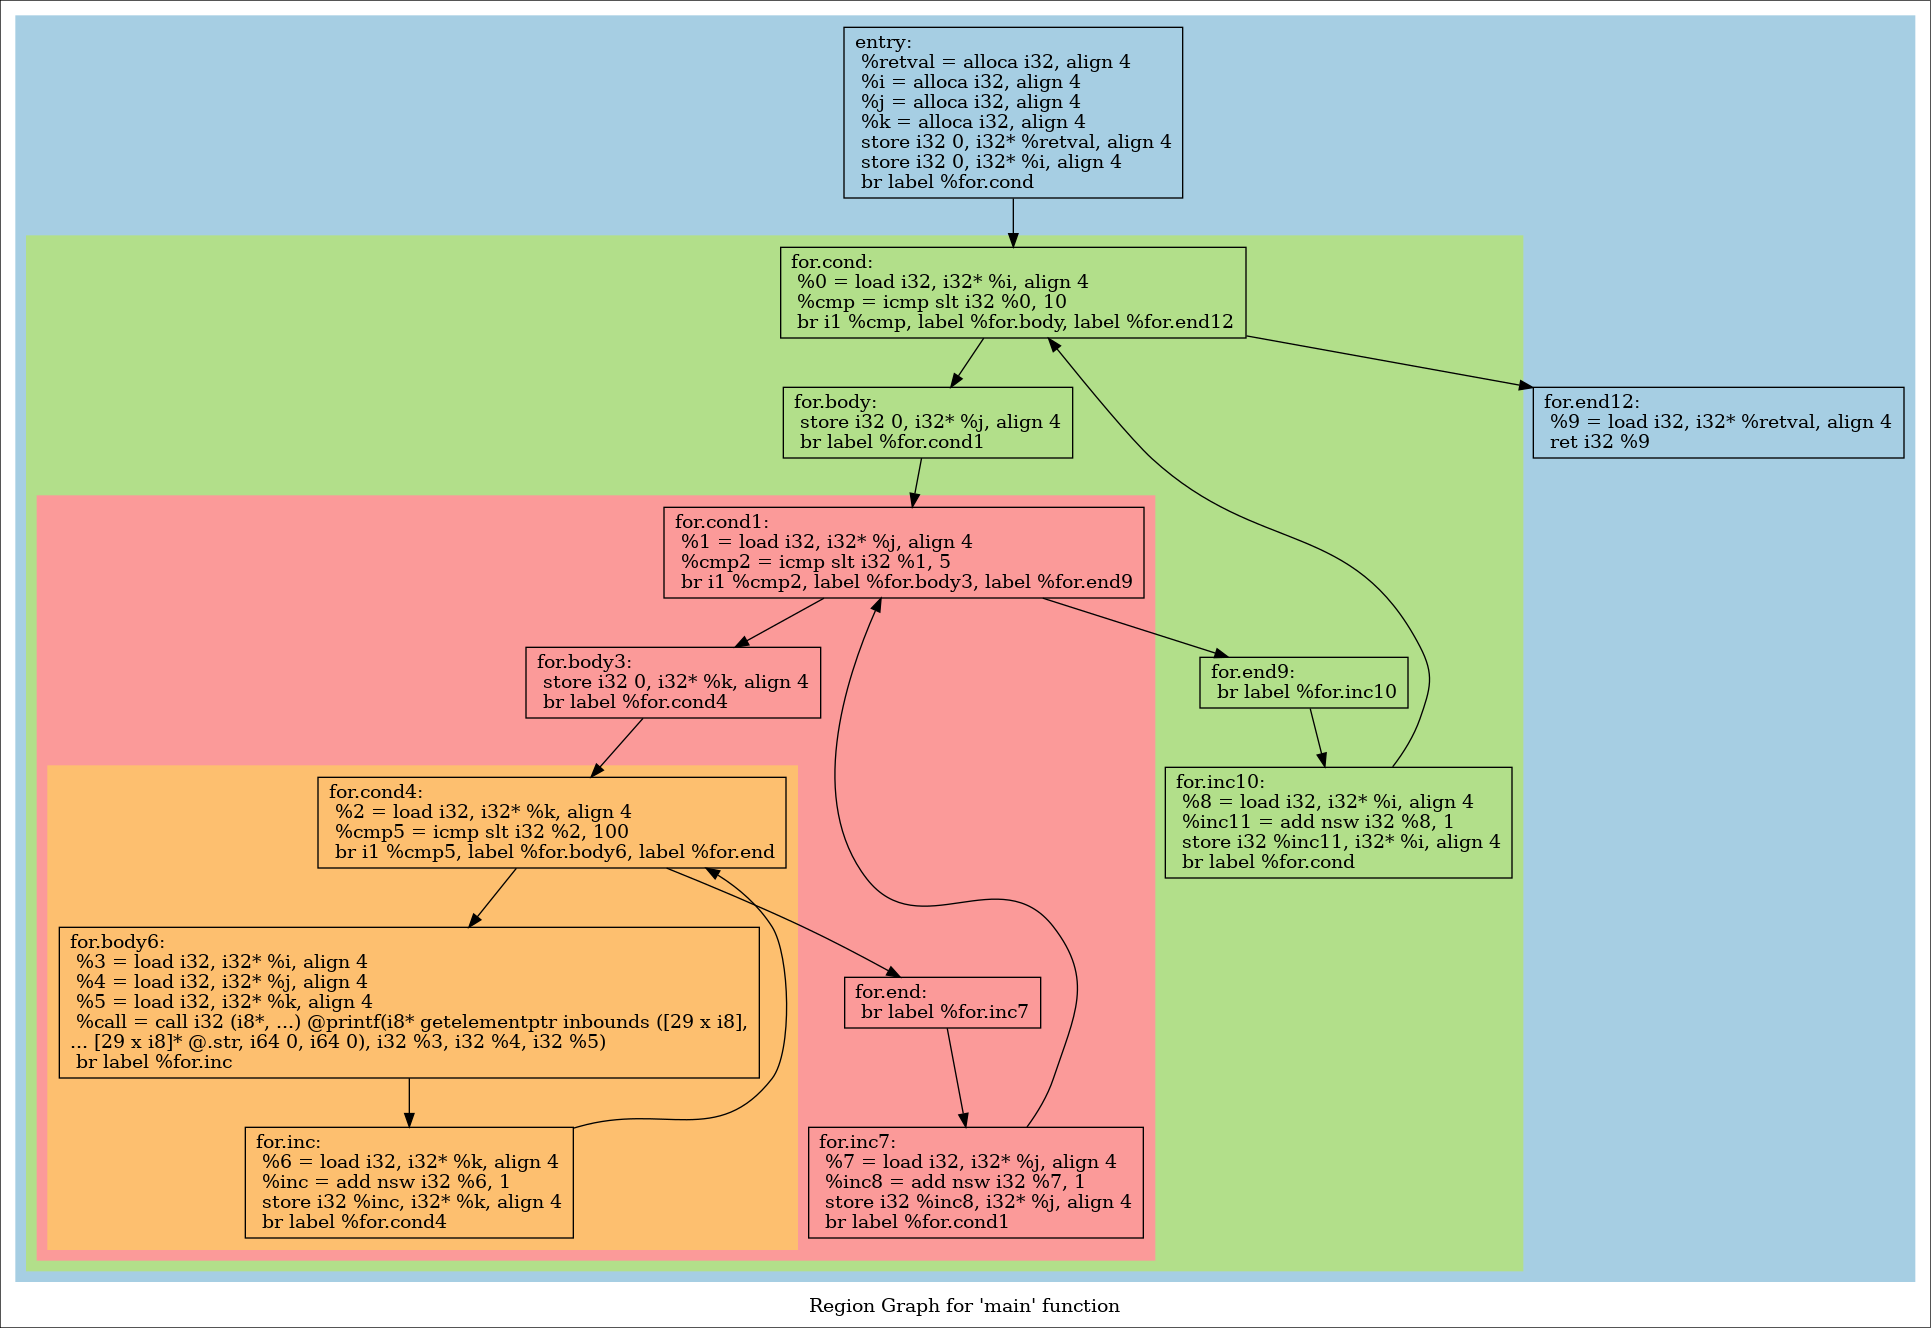 entry:
%retval = alloca i32, align 4
%i = alloca i32, align 4
%j = alloca i32, align 4
%k = alloca i32, align 4
store i32 0, i32* %retval, align 4
store i32 0, i32* %i, align 4
br label %for.cond
for.cond:
%0 = load i32, i32* %i, align 4
%cmp = icmp slt i32 %0, 10
br i1 %cmp, label %for.body, label %for.end12
for.body:
store i32 0, i32* %j, align 4
br label %for.cond1
for.end12:
%9 = load i32, i32* %retval, align 4
ret i32 %9
for.cond1:
%1 = load i32, i32* %j, align 4
%cmp2 = icmp slt i32 %1, 5
br i1 %cmp2, label %for.body3, label %for.end9
for.body3:
store i32 0, i32* %k, align 4
br label %for.cond4
for.end9:
br label %for.inc10
for.cond4:
%2 = load i32, i32* %k, align 4
%cmp5 = icmp slt i32 %2, 100
br i1 %cmp5, label %for.body6, label %for.end
for.inc10:
%8 = load i32, i32* %i, align 4
%inc11 = add nsw i32 %8, 1
store i32 %inc11, i32* %i, align 4
br label %for.cond
for.body6:
%3 = load i32, i32* %i, align 4
%4 = load i32, i32* %j, align 4
%5 = load i32, i32* %k, align 4
%call = call i32 (i8*, ...) @printf(i8* getelementptr inbounds ([29 x i8],
... [29 x i8]* @.str, i64 0, i64 0), i32 %3, i32 %4, i32 %5)
br label %for.inc
for.end:
br label %for.inc7
for.inc:
%6 = load i32, i32* %k, align 4
%inc = add nsw i32 %6, 1
store i32 %inc, i32* %k, align 4
br label %for.cond4
for.inc7:
%7 = load i32, i32* %j, align 4
%inc8 = add nsw i32 %7, 1
store i32 %inc8, i32* %j, align 4
br label %for.cond1
Region Graph for 'main' function